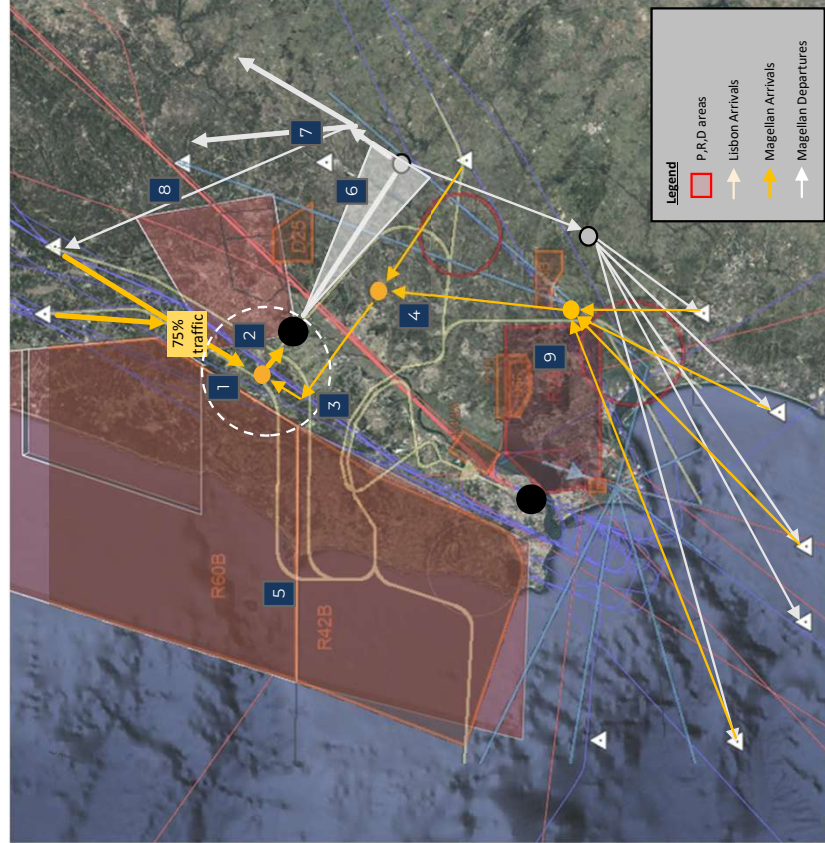 8
7
6
D25
75%
traffic
1
2
3
4
5
R60B
R42B
9
Legend
P,R,D areas
Lisbon Arrivals
Magellan Arrivals
Magellan Departures